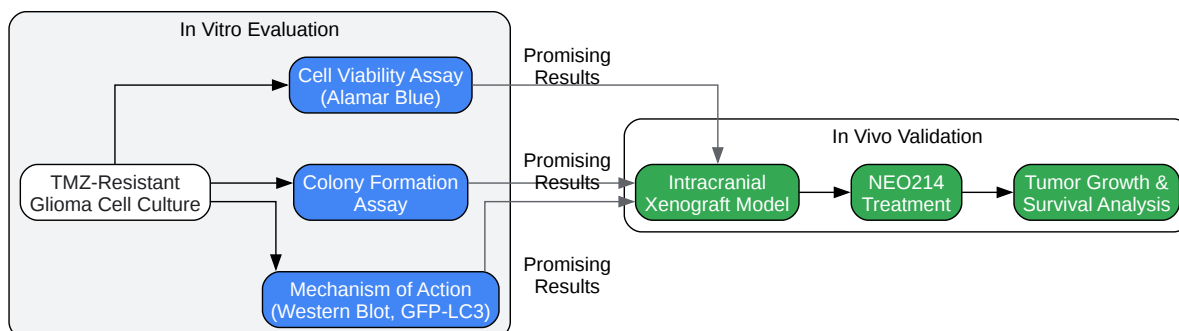 In Vitro Evaluation
Cell Viability Assay
(Alamar Blue)
Promising
Results
TMZ-Resistant
Glioma Cell Culture
Colony Formation
Assay
Promising
Results
Mechanism of Action
(Western Blot, GFP-LC3)
Promising
Results
In Vivo Validation
Intracranial
Xenograft Model
NEO214
Treatment
Tumor Growth &
Survival Analysis